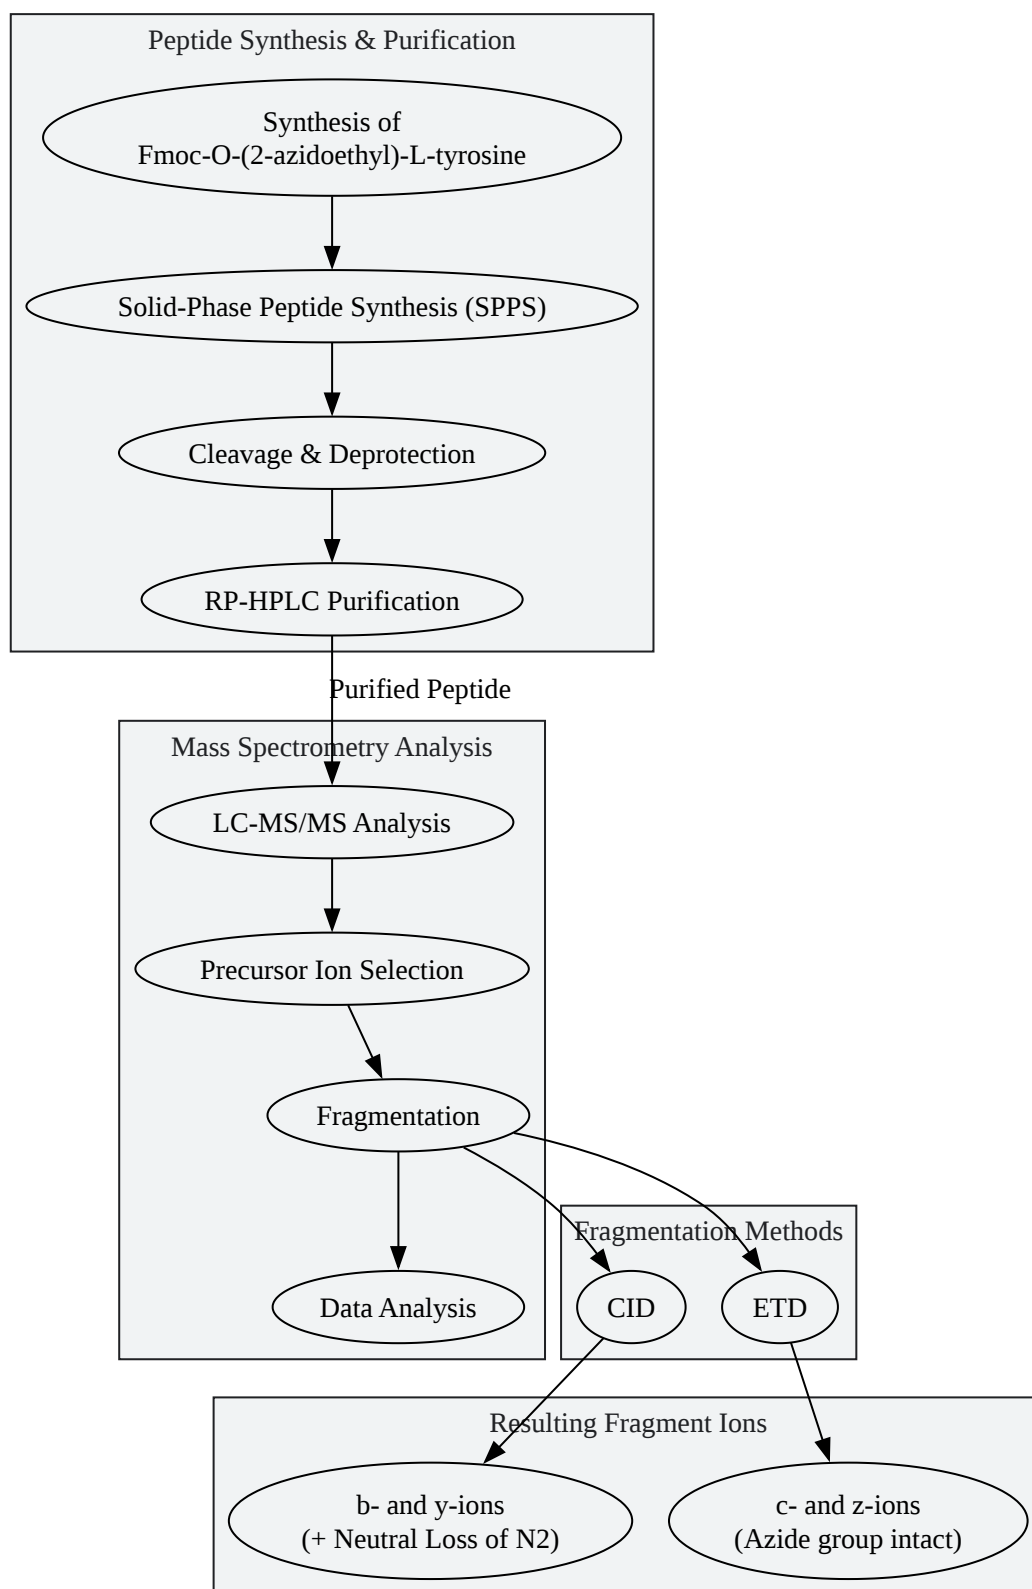 Peptide Synthesis & Purification
Synthesis of
Fmoc-O-(2-azidoethyl)-L-tyrosine
Solid-Phase Peptide Synthesis (SPPS)
Cleavage & Deprotection
RP-HPLC Purification
Purified Peptide
Mass Spectrometry Analysis
LC-MS/MS Analysis
Precursor Ion Selection
Fragmentation
Fragmentation Methods
Data Analysis
CID
ETD
Resulting Fragment Ions
b- and y-ions
(+ Neutral Loss of N2)
c- and z-ions
(Azide group intact)